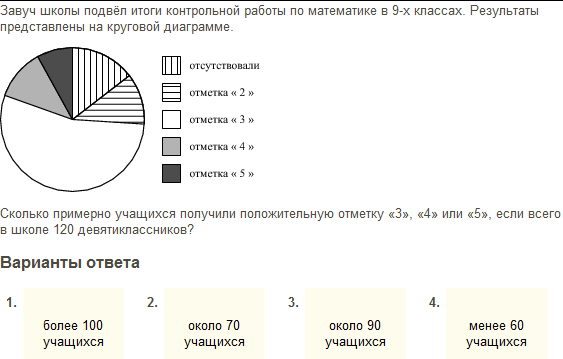 Завуч школы подвёл итоги контрольной работы по математике в 9-х классах. Результаты
представлены на круговой диаграмме.
отсутствовали
отметка « 2 »
отметка « 3 »
отметка « 4 »
отметка « 5 »
Сколько примерно учащихся получили положительную отметку «3», «4» или «5», если всего
в школе 120 девятиклассников?
Варианты ответа
1.
более 100
учащихся
2.
около 70
учащихся
3.
около 90
учащихся
4.
менее 60
учащихся